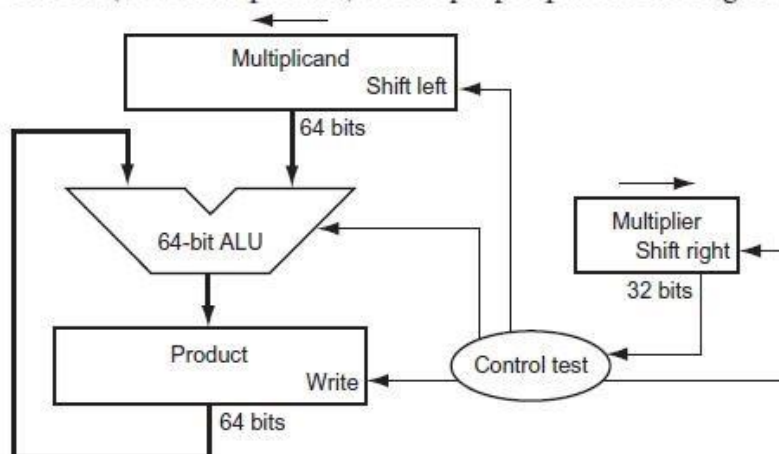 Multiplicand
Shift left
64 bits
64-bit ALU
Multiplier
Shift right
32 bits
Product
Control test
Write
64 bits